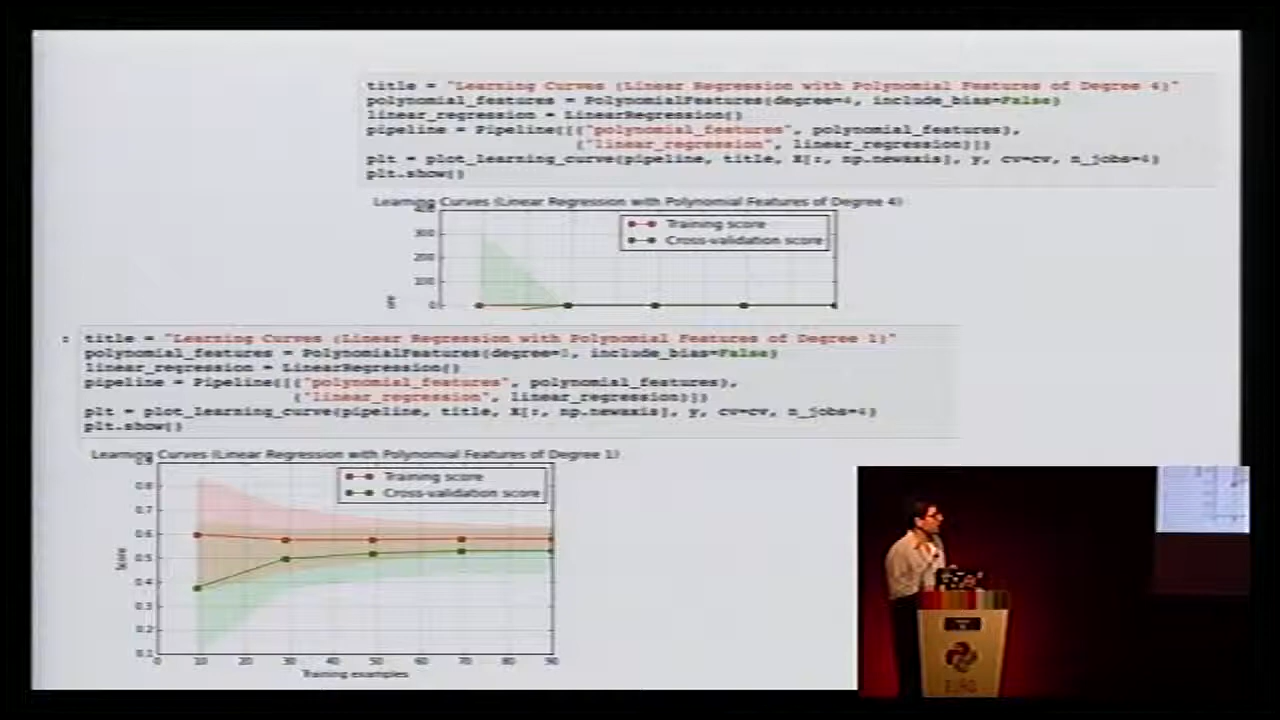 title = "Learning Curves (Linear Regression with Polynomial Features of Degree 4)"
polynomial_features = PolynomialFeatures(degree=4, include_bias=False)
linear_regression = LinearRegression()
pipeline = Pipeline([("polynomial_features", polynomial_features),
("linear_regression", linear_regression)])
plt = plot_learning_curve(pipeline, title, X[:, np.newaxis], y, cv=cv, n_jobs=4)
plt.show()
Learning Curves (Linear Regression with Polynomial Features of Degree 4)
400
300
200
100
0
Training score
Cross-validation score
title = "Learning Curves (Linear Regression with Polynomial Features of Degree 1)"
polynomial_features = PolynomialFeatures(degree=1, include_bias=False)
linear_regression = LinearRegression()
pipeline = Pipeline([("polynomial_features", polynomial_features),
("linear_regression", linear_regression)])
plt = plot_learning_curve(pipeline, title, X[:, np.newaxis], y, cv=cv, n_jobs=4)
plt.show()
Learning Curves (Linear Regression with Polynomial Features of Degree 1)
0.9
0.8
0.7
0.6
0.5
0.4
0.3
0.2
0.1
Score
Training score
Cross-validation score
0 10 20 30 40 50 60 70 80 90
Training examples